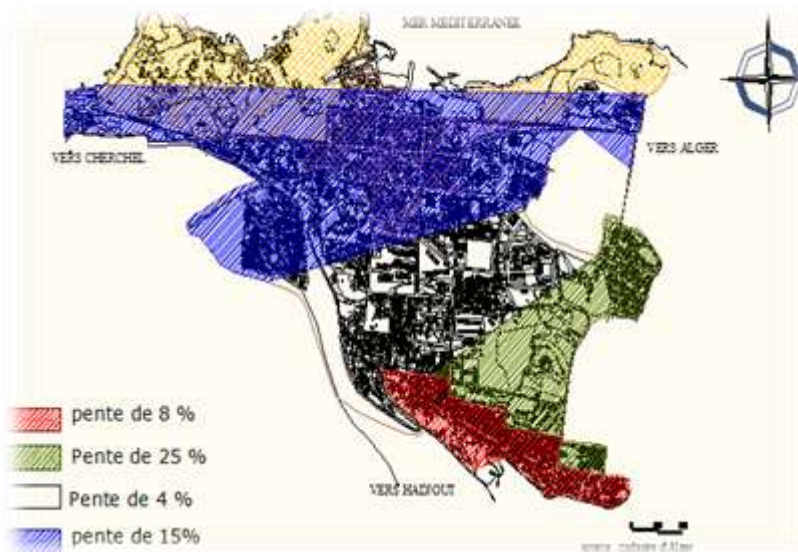 MER MEDITERRANEE
VERS CHERCHEL
VERS ALGER
pente de 8 %
Pente de 25 %
Pente de 4 %
VERS HADJOUT
pente de 15%